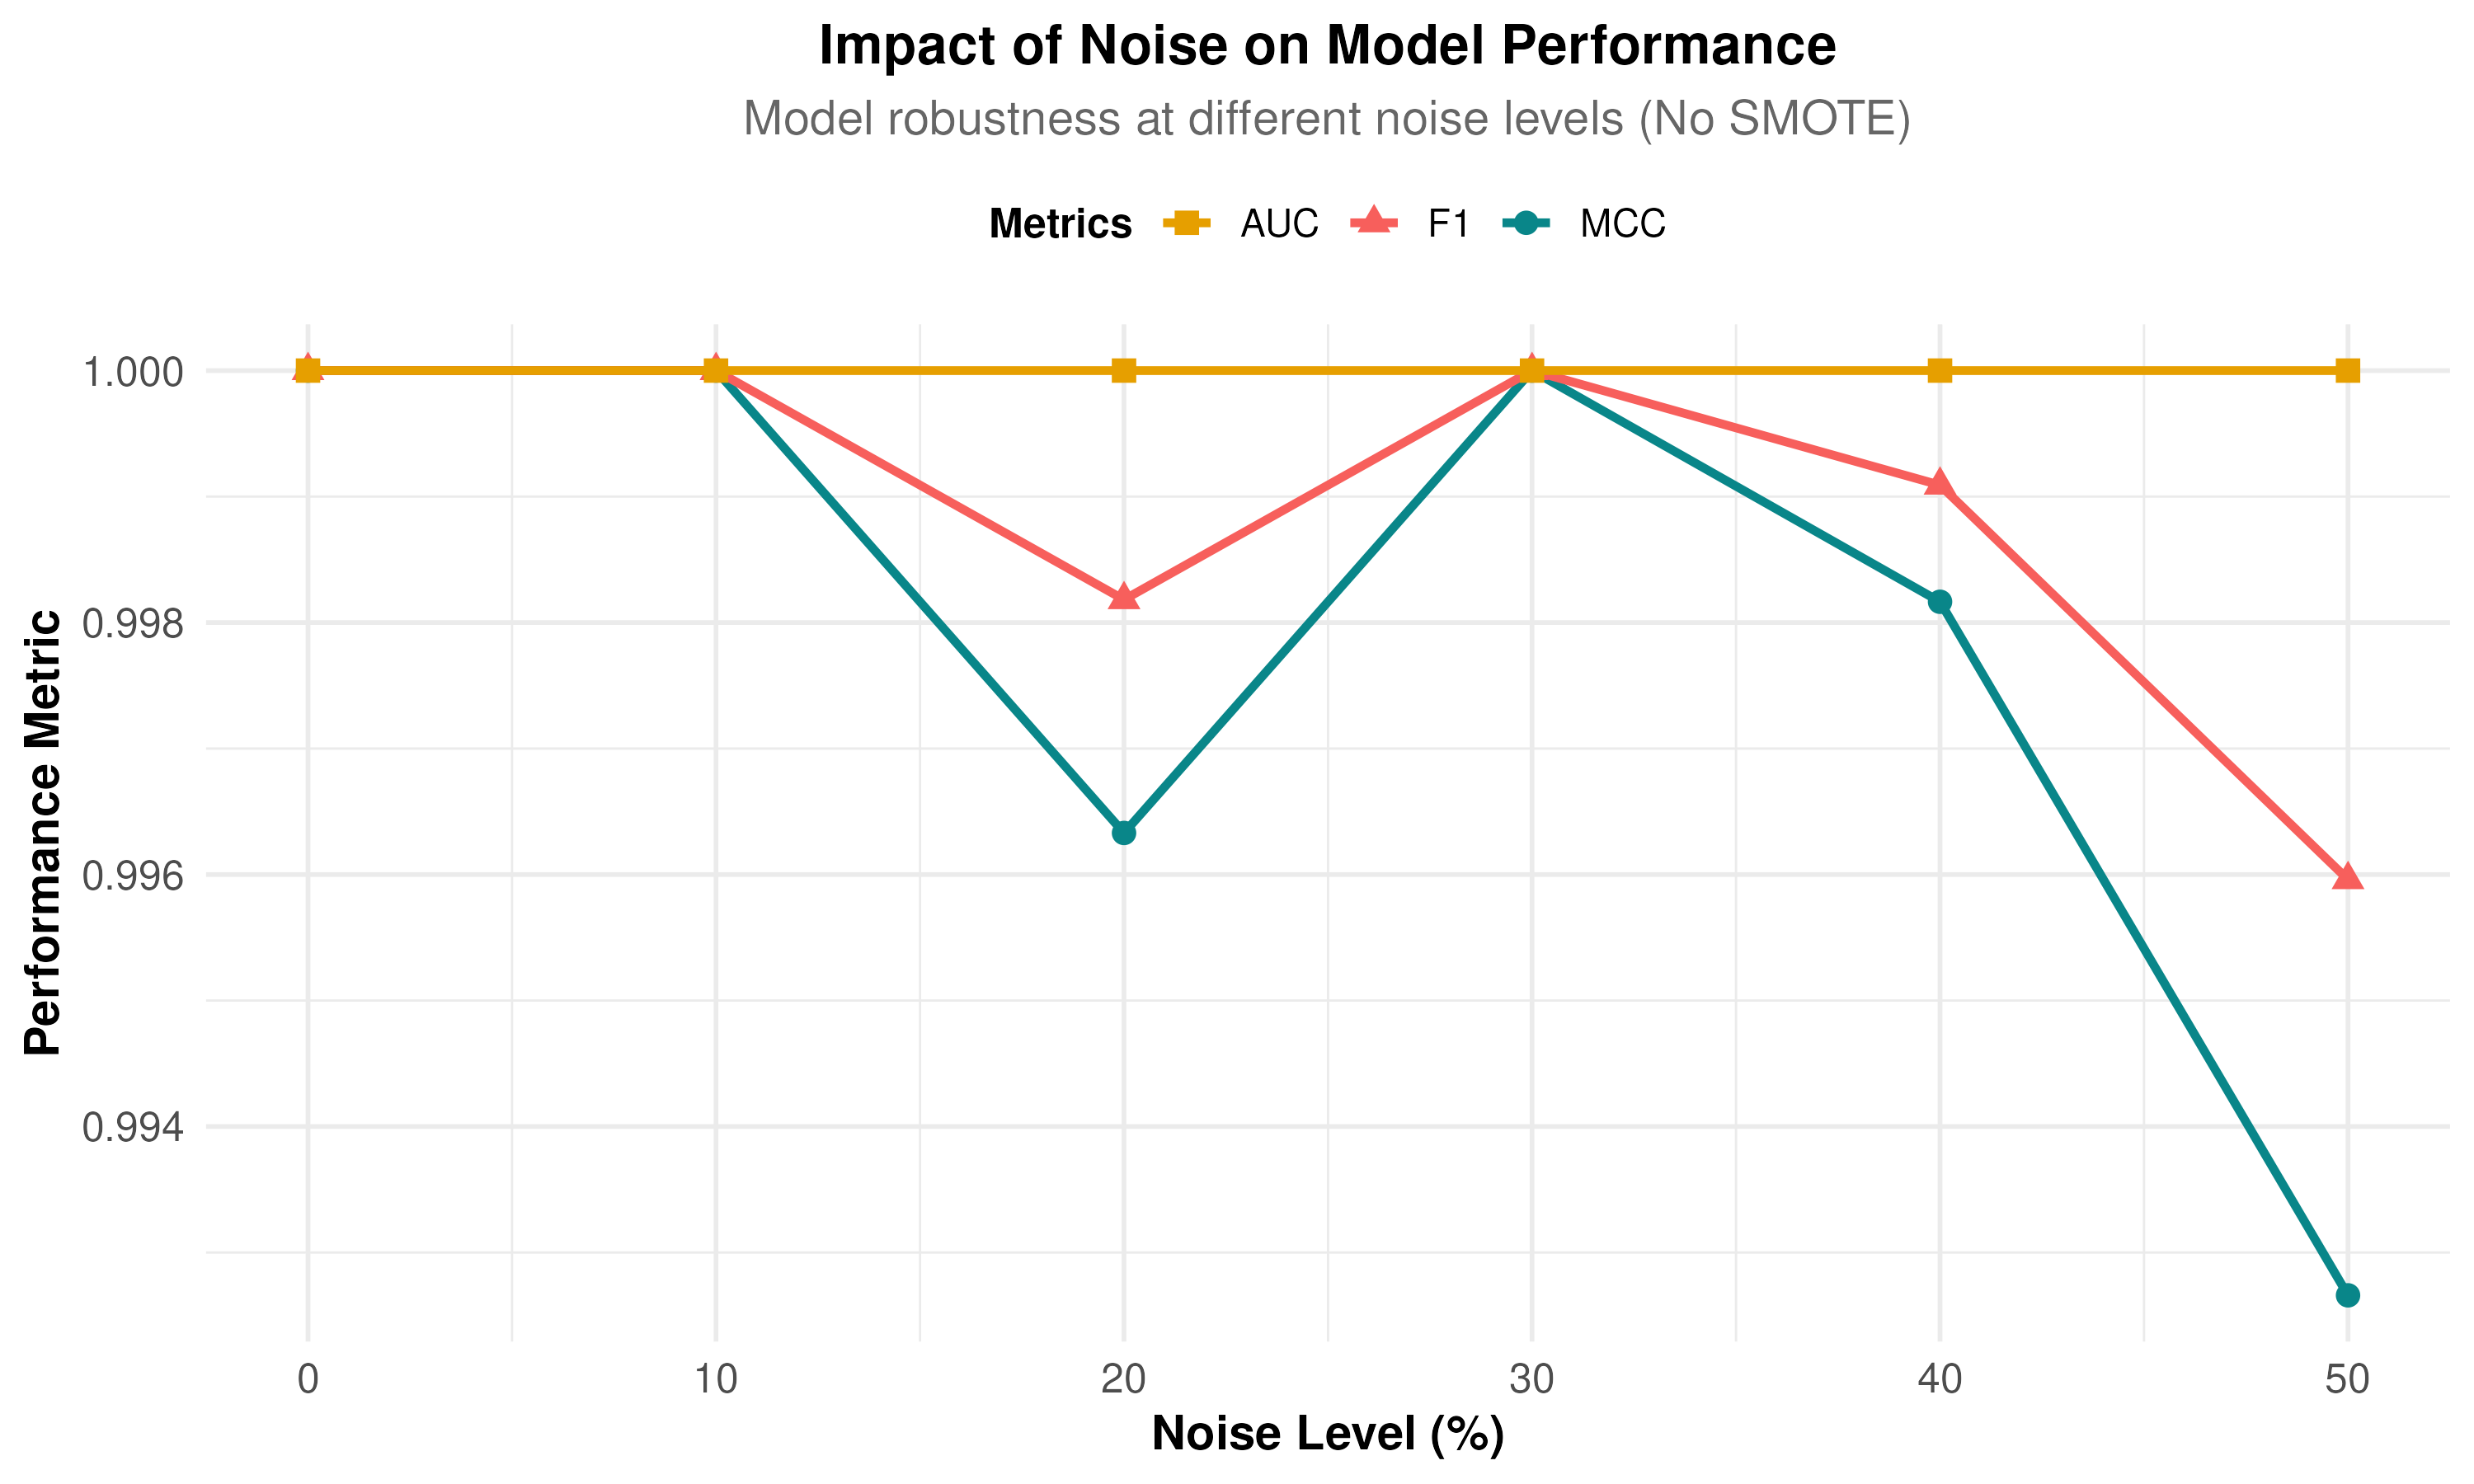 Impact of Noise on Model Performance
Model robustness at different noise levels (No SMOTE)
Metrics AUC F1 MCC
Performance Metric
1.000
0.998
0.996
0.994
0 10 20 30 40 50
Noise Level (%)